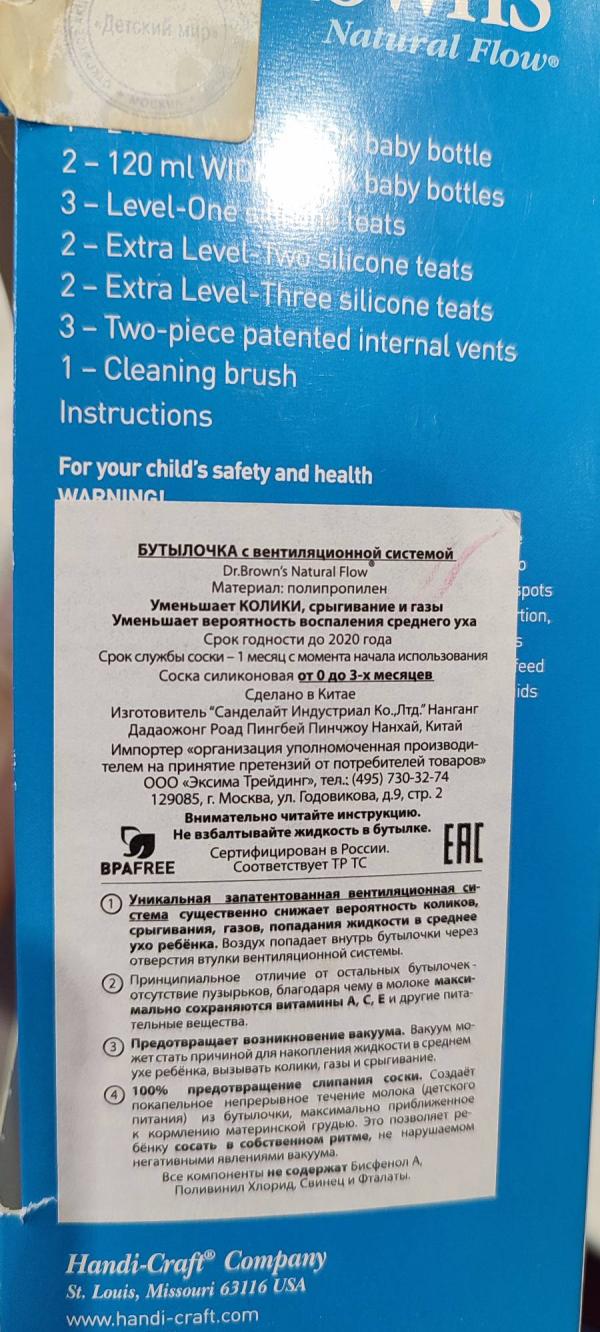 "Детский мир"
МОСКВА
Natural Flow®
baby bottle
2 – 120 ml baby bottles
3 – Level-One teats
2 – Extra Level-Two silicone teats
2 – Extra Level-Three silicone teats
3 – Two-piece patented internal vents
1 – Cleaning brush
Instructions
For your child's safety and health
WARNING!
БУТЫЛОЧКА с вентиляционной системой
Dr.Brown's Natural Flow®
Материал: полипропилен
Уменьшает КОЛИКИ, срыгивание и газы
Уменьшает вероятность воспаления среднего уха
Срок годности до 2020 года
Срок службы соски – 1 месяц с момента начала использования
Соска силиконовая от 0 до 3-х месяцев
Сделано в Китае
Изготовитель "Санделайт Индустриал Ко.,Лтд." Нанганг
Дадаожонг Роад Пингбей Пинчжоу Нанхай, Китай
Импортер «организация уполномоченная производи-
телем на принятие претензий от потребителей товаров»
ООО «Эксима Трейдинг», тел.: (495) 730-32-74
129085, г. Москва, ул. Годовикова, д.9, стр. 2
Внимательно читайте инструкцию.
Не взбалтывайте жидкость в бутылке.
Сертифицирован в России.
Соответствует ТР ТС
BPAFREE
EAC
1 Уникальная запатентованная вентиляционная си-
стема существенно снижает вероятность коликов,
срыгивания, газов, попадания жидкости в среднее
ухо ребёнка. Воздух попадает внутрь бутылочки через
отверстия втулки вентиляционной системы.
2 Принципиальное отличие от остальных бутылочек -
отсутствие пузырьков, благодаря чему в молоке макси-
мально сохраняются витамины А, С, Е и другие пита-
тельные вещества.
3 Предотвращает возникновение вакуума. Вакуум мо-
жет стать причиной для накопления жидкости в среднем
ухе ребёнка, вызывать колики, газы и срыгивание.
4 100% предотвращение слипания соски. Создаёт
покапельное непрерывное течение молока (детского
питания) из бутылочки, максимально приближенное
к кормлению материнской грудью. Это позволяет ре-
бёнку сосать в собственном ритме, не нарушаемом
негативными явлениями вакуума.
Все компоненты не содержат Бисфенол А,
Поливинил Хлорид, Свинец и Фталаты.
spots
feed
Handi-Craft® Company
St. Louis, Missouri 63116 USA
www.handi-craft.com